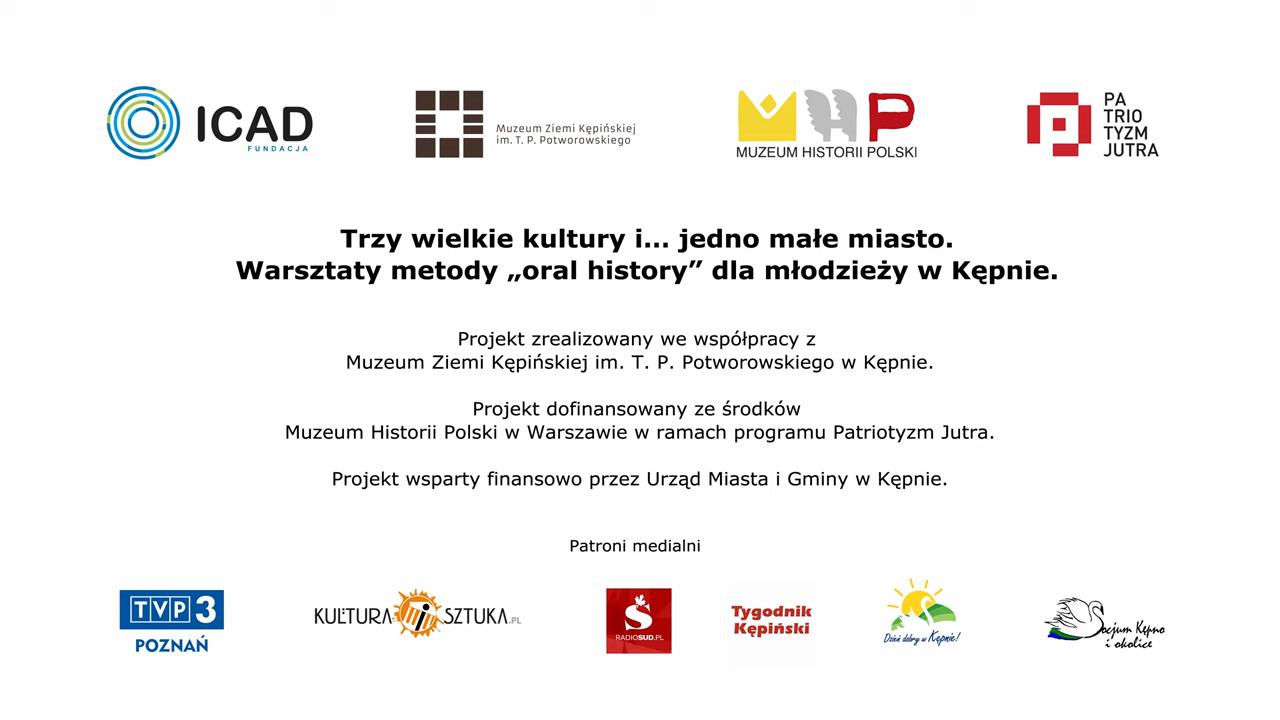 ICAD
FUNDACJA
Muzeum Ziemi Kępińskiej
im. T. P. Potworowskiego
MHP
MUZEUM HISTORII POLSKI
PA
TRIO
TYZM
JUTRA
Trzy wielkie kultury i... jedno małe miasto.
Warsztaty metody „oral history” dla młodzieży w Kępnie.
Projekt zrealizowany we współpracy z
Muzeum Ziemi Kępińskiej im. T. P. Potworowskiego w Kępnie.
Projekt dofinansowany ze środków
Muzeum Historii Polski w Warszawie w ramach programu Patriotyzm Jutra.
Projekt wsparty finansowo przez Urząd Miasta i Gminy w Kępnie.
Patroni medialni
TVP3
POZNAŃ
KULTURA i SZTUKA.PL
S
RADIOSUD.PL
Tygodnik
Kępiński
Dzień dobry w Kępnie!
Socjum Kępno
i okolice